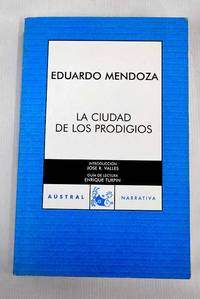 EDUARDO MENDOZA
LA CIUDAD
DE LOS PRODIGIOS
INTRODUCCIÓN
JOSÉ R. VALLES
GUÍA DE LECTURA
ENRIQUE TURPIN
AUSTRAL
NARRATIVA